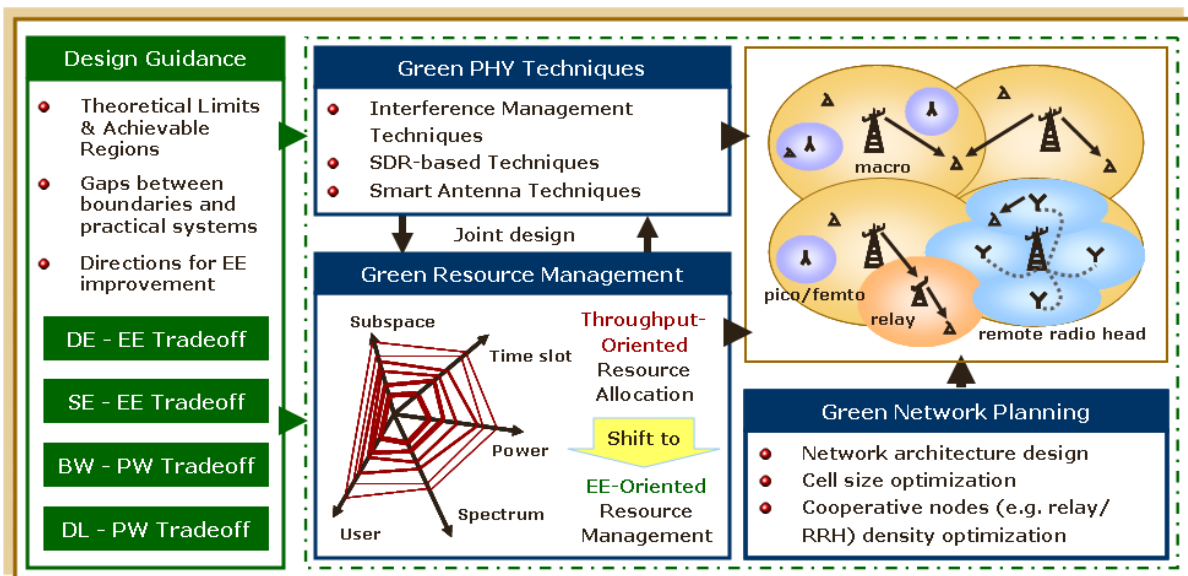 Design Guidance
Theoretical Limits
& Achievable
Regions
Gaps between
boundaries and
practical systems
Directions for EE
improvement
DE - EE Tradeoff
SE - EE Tradeoff
BW - PW Tradeoff
DL - PW Tradeoff
Green PHY Techniques
Interference Management
Techniques
SDR-based Techniques
Smart Antenna Techniques
Joint design
Green Resource Management
Subspace
Time slot
Power
Spectrum
User
Throughput-
Oriented
Resource
Allocation
Shift to
EE-Oriented
Resource
Management
macro
pico/femto
relay
remote radio head
Green Network Planning
Network architecture design
Cell size optimization
Cooperative nodes (e.g. relay/
RRH) density optimization